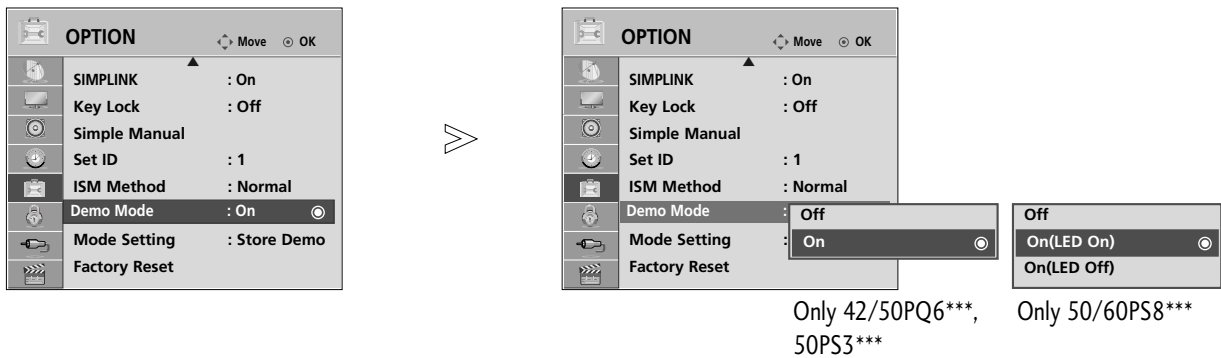 OPTION Move OK
SIMPLINK : On
Key Lock : Off
Simple Manual
Set ID : 1
ISM Method : Normal
Demo Mode : On
Mode Setting : Store Demo
Factory Reset
OPTION Move OK
SIMPLINK : On
Key Lock : Off
Simple Manual
Set ID : 1
ISM Method : Normal
Demo Mode :
Mode Setting :
Factory Reset
Off
On
Only 42/50PQ6***,
50PS3***
Off
On(LED On)
On(LED Off)
Only 50/60PS8***